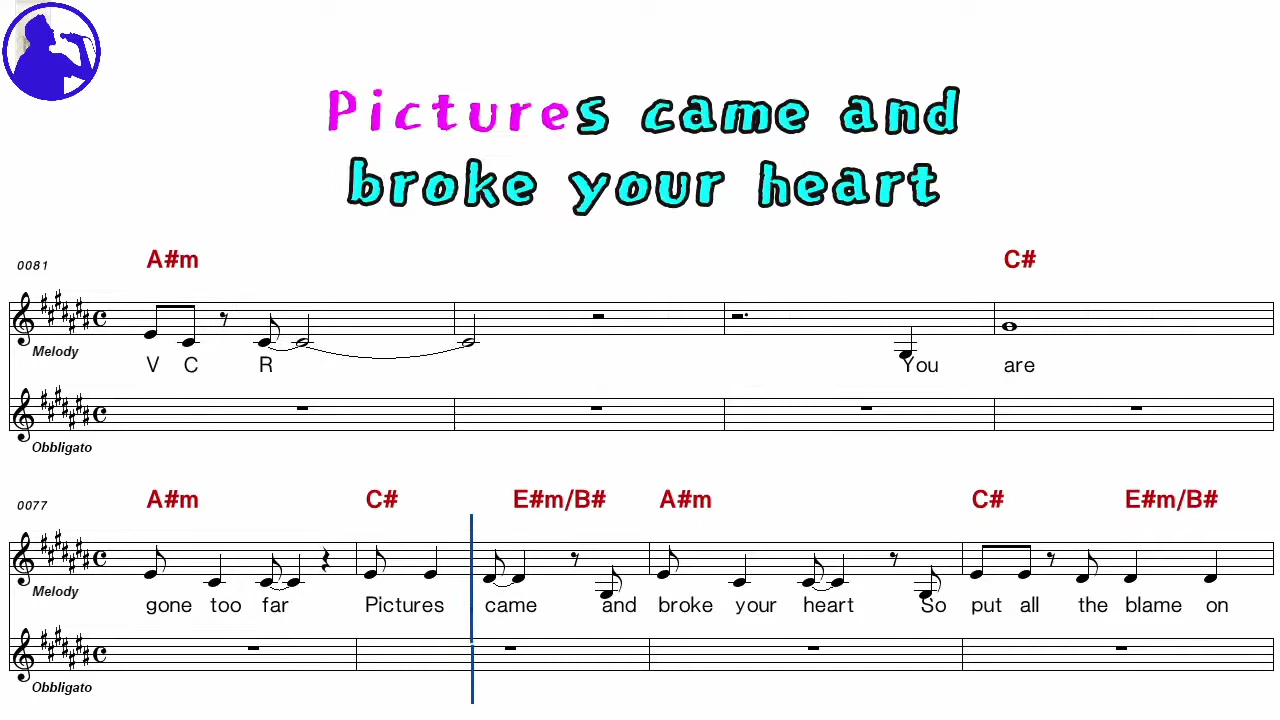 Pictures came and
broke your heart
0081 A#m C#
Melody
V C R You are
Obbligato
0077 A#m C# E#m/B# A#m C# E#m/B#
Melody
gone too far Pictures came and broke your heart So put all the blame on
Obbligato